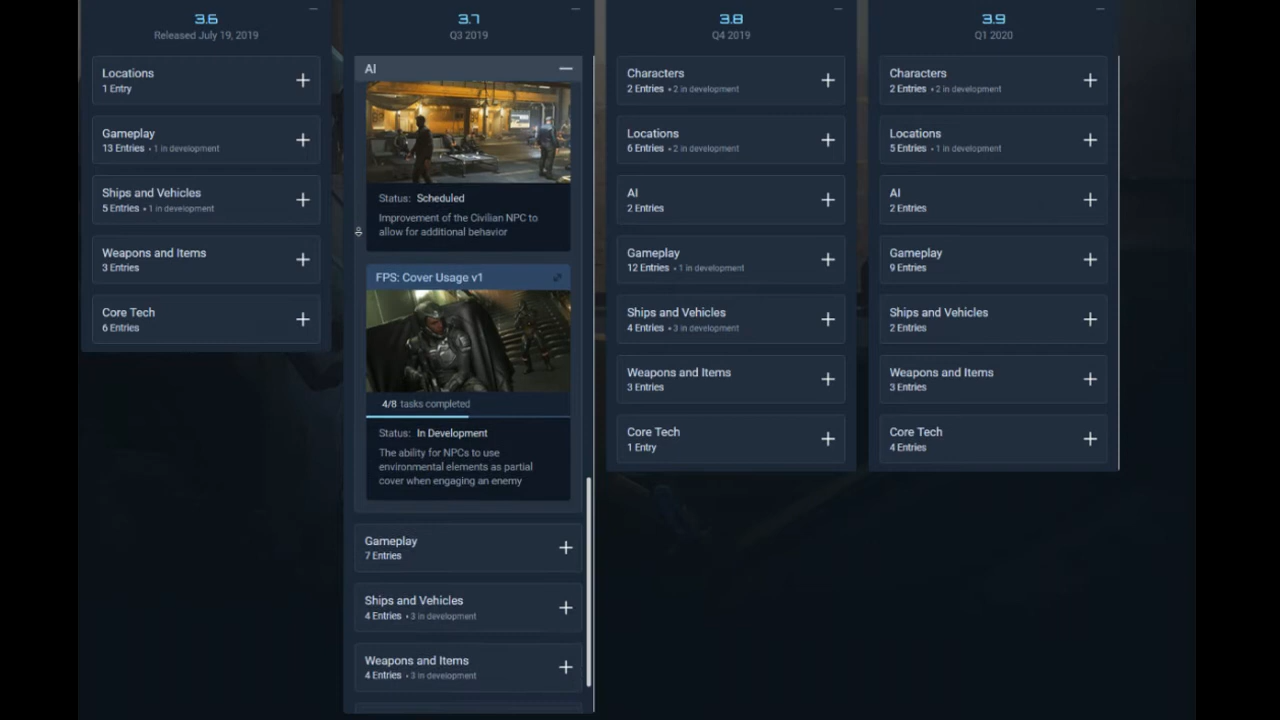 3.6
Released July 19, 2019
Locations
1 Entry
Gameplay
13 Entries • 1 in development
Ships and Vehicles
5 Entries • 1 in development
Weapons and Items
3 Entries
Core Tech
6 Entries
3.7
Q3 2019
AI
Status: Scheduled
Improvement of the Civilian NPC to
allow for additional behavior
FPS: Cover Usage v1
4/8 tasks completed
Status: In Development
The ability for NPCs to use
environmental elements as partial
cover when engaging an enemy
Gameplay
7 Entries
Ships and Vehicles
4 Entries • 3 in development
Weapons and Items
4 Entries • 3 in development
3.8
Q4 2019
Characters
2 Entries • 2 in development
Locations
6 Entries • 2 in development
AI
2 Entries
Gameplay
12 Entries • 1 in development
Ships and Vehicles
4 Entries • 3 in development
Weapons and Items
3 Entries
Core Tech
1 Entry
3.9
Q1 2020
Characters
2 Entries • 2 in development
Locations
5 Entries • 1 in development
AI
2 Entries
Gameplay
9 Entries
Ships and Vehicles
2 Entries
Weapons and Items
3 Entries
Core Tech
4 Entries